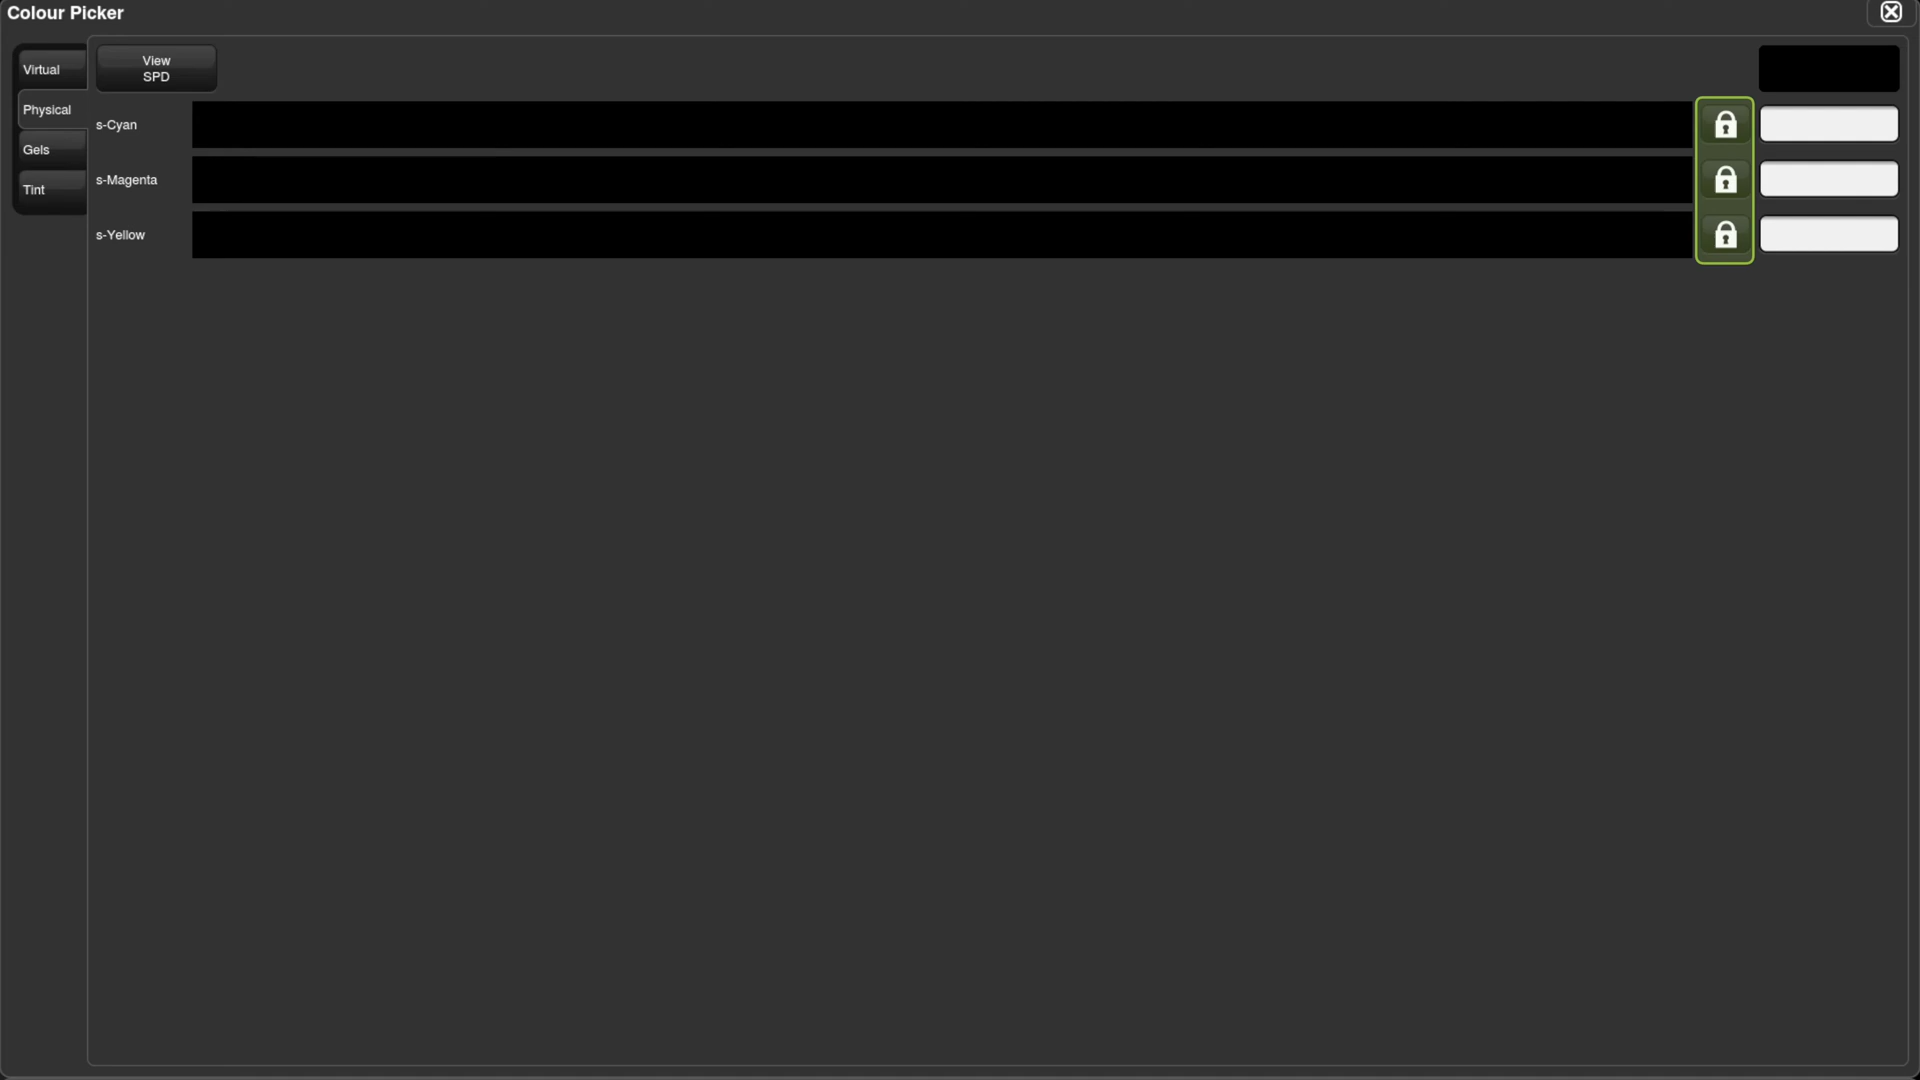 Colour Picker
Virtual
Physical
Gels
Tint
View
SPD
s-Cyan
s-Magenta
s-Yellow